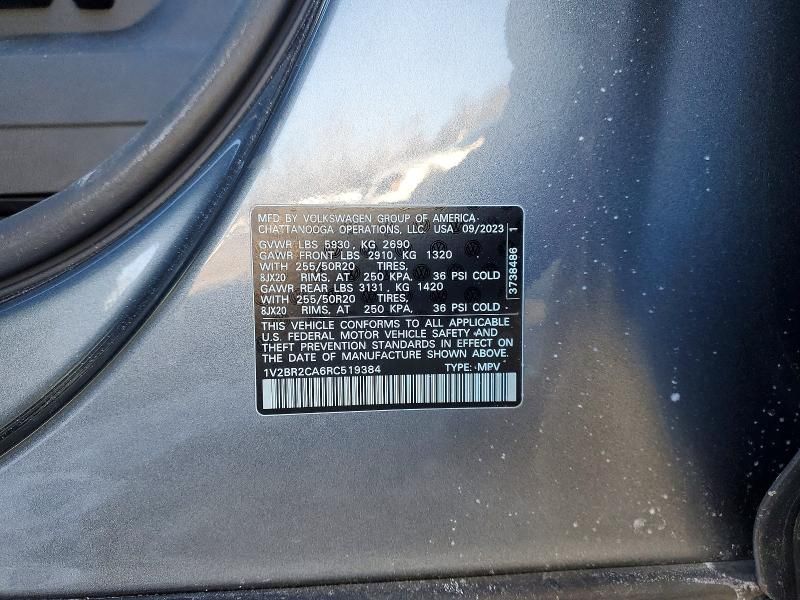 MFD BY VOLKSWAGEN GROUP OF AMERICA
CHATTANOOGA OPERATIONS, LLC. USA 09/2023
GVWR LBS 5930, KG 2690
GAWR FRONT LBS 2910, KG 1320
WITH 255/50R20 TIRES,
8JX20 RIMS, AT 250 KPA, 36 PSI COLD
GAWR REAR LBS 3131, KG 1420
WITH 255/50R20 TIRES,
8JX20 RIMS, AT 250 KPA, 36 PSI COLD
THIS VEHICLE CONFORMS TO ALL APPLICABLE
U.S. FEDERAL MOTOR VEHICLE SAFETY AND
THEFT PREVENTION STANDARDS IN EFFECT ON
THE DATE OF MANUFACTURE SHOWN ABOVE.
1V2BR2CA6RC519384 TYPE: MPV
3738486 1